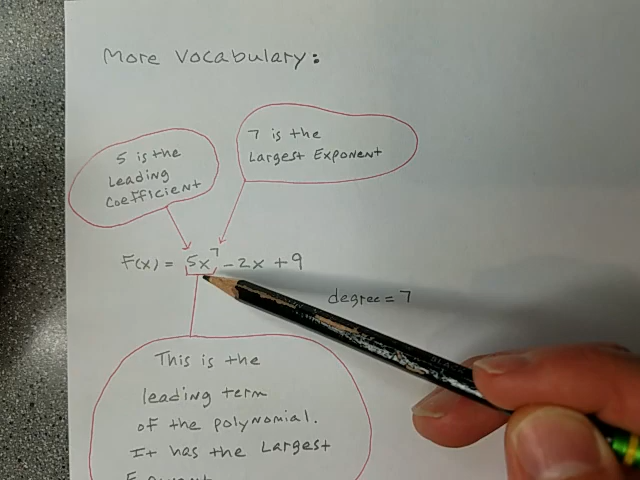 More Vocabulary:
5 is the
Leading
Coefficient
7 is the
Largest Exponent
F(x) = 5x⁷ - 2x + 9
degree = 7
This is the
leading term
of the polynomial.
It has the Largest